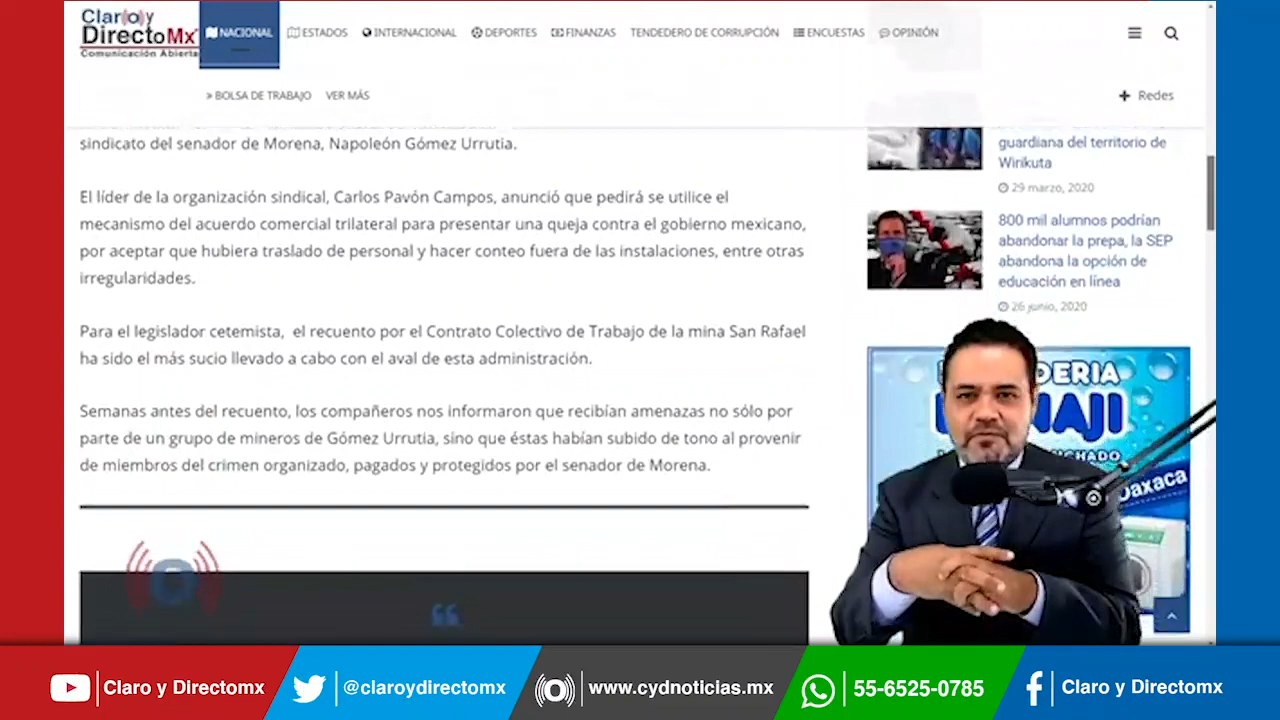 Claro y
DirectoMx
Comunicación Abierta
NACIONAL
ESTADOS
INTERNACIONAL
DEPORTES
FINANZAS
TENDEDERO DE CORRUPCIÓN
ENCUESTAS
OPINIÓN
» BOLSA DE TRABAJO
VER MÁS
+ Redes
sindicato del senador de Morena, Napoleón Gómez Urrutia.
El líder de la organización sindical, Carlos Pavón Campos, anunció que pedirá se utilice el
mecanismo del acuerdo comercial trilateral para presentar una queja contra el gobierno mexicano,
por aceptar que hubiera traslado de personal y hacer conteo fuera de las instalaciones, entre otras
irregularidades.
Para el legislador cetemista, el recuento por el Contrato Colectivo de Trabajo de la mina San Rafael
ha sido el más sucio llevado a cabo con el aval de esta administración.
Semanas antes del recuento, los compañeros nos informaron que recibían amenazas no sólo por
parte de un grupo de mineros de Gómez Urrutia, sino que éstas habían subido de tono al provenir
de miembros del crimen organizado, pagados y protegidos por el senador de Morena.
guardiana del territorio de
Wirikuta
29 marzo, 2020
800 mil alumnos podrían
abandonar la prepa, la SEP
abandona la opción de
educación en línea
26 junio, 2020
Oaxaca
Claro y Directomx
@claroydirectomx
www.cydnoticias.mx
55-6525-0785
Claro y Directomx